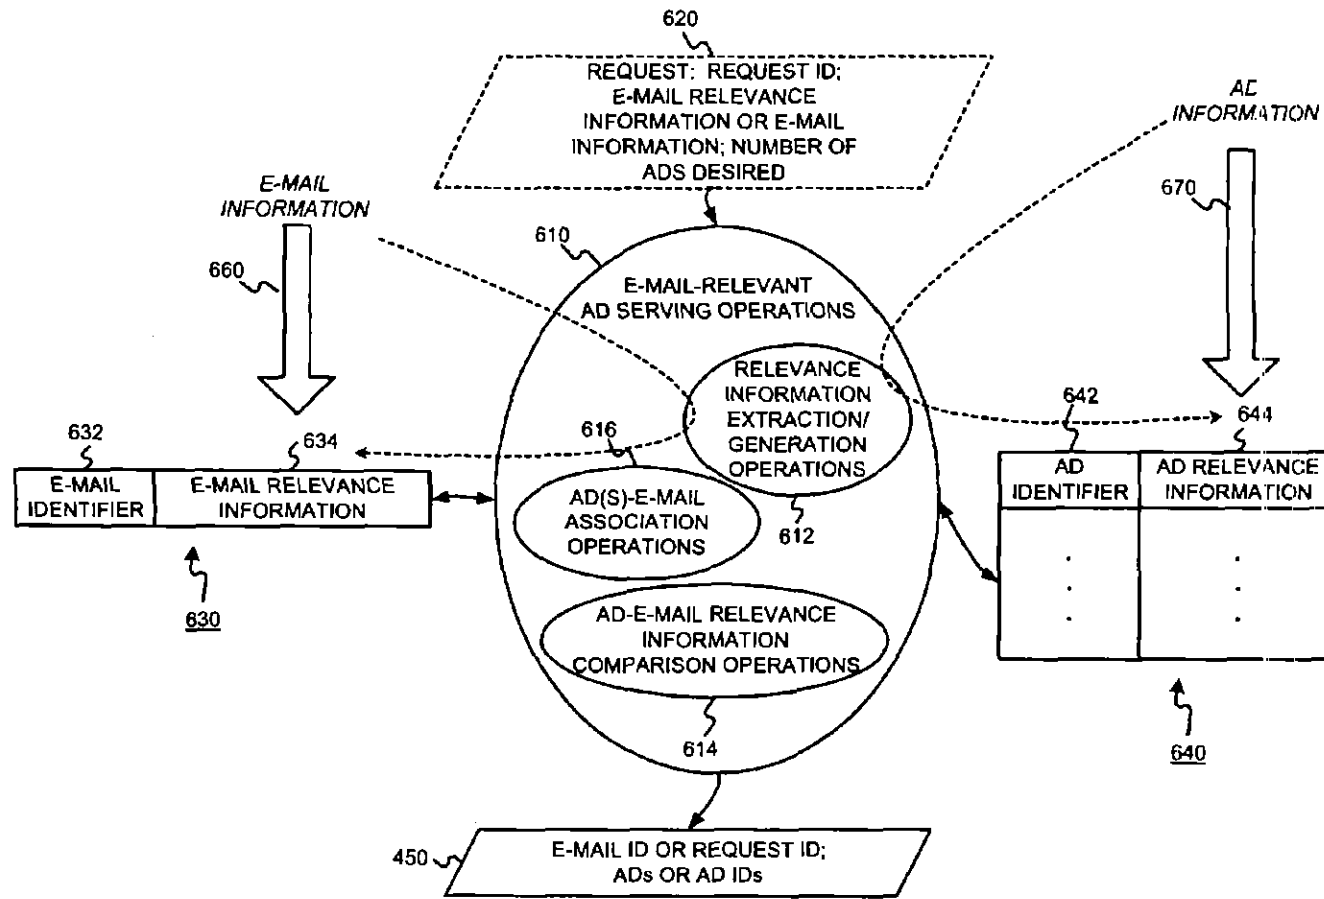 620
REQUEST: REQUEST ID;
E-MAIL RELEVANCE
INFORMATION OR E-MAIL
INFORMATION; NUMBER OF
ADS DESIRED
AD
INFORMATION
670
E-MAIL
INFORMATION
660
610
E-MAIL-RELEVANT
AD SERVING OPERATIONS
RELEVANCE
INFORMATION
EXTRACTION/
GENERATION
OPERATIONS
612
616
AD(S)-E-MAIL
ASSOCIATION
OPERATIONS
AD-E-MAIL RELEVANCE
INFORMATION
COMPARISON OPERATIONS
614
632
634
E-MAIL
IDENTIFIER
E-MAIL RELEVANCE
INFORMATION
630
642
644
AD
IDENTIFIER
AD RELEVANCE
INFORMATION
640
450
E-MAIL ID OR REQUEST ID;
ADs OR AD IDs